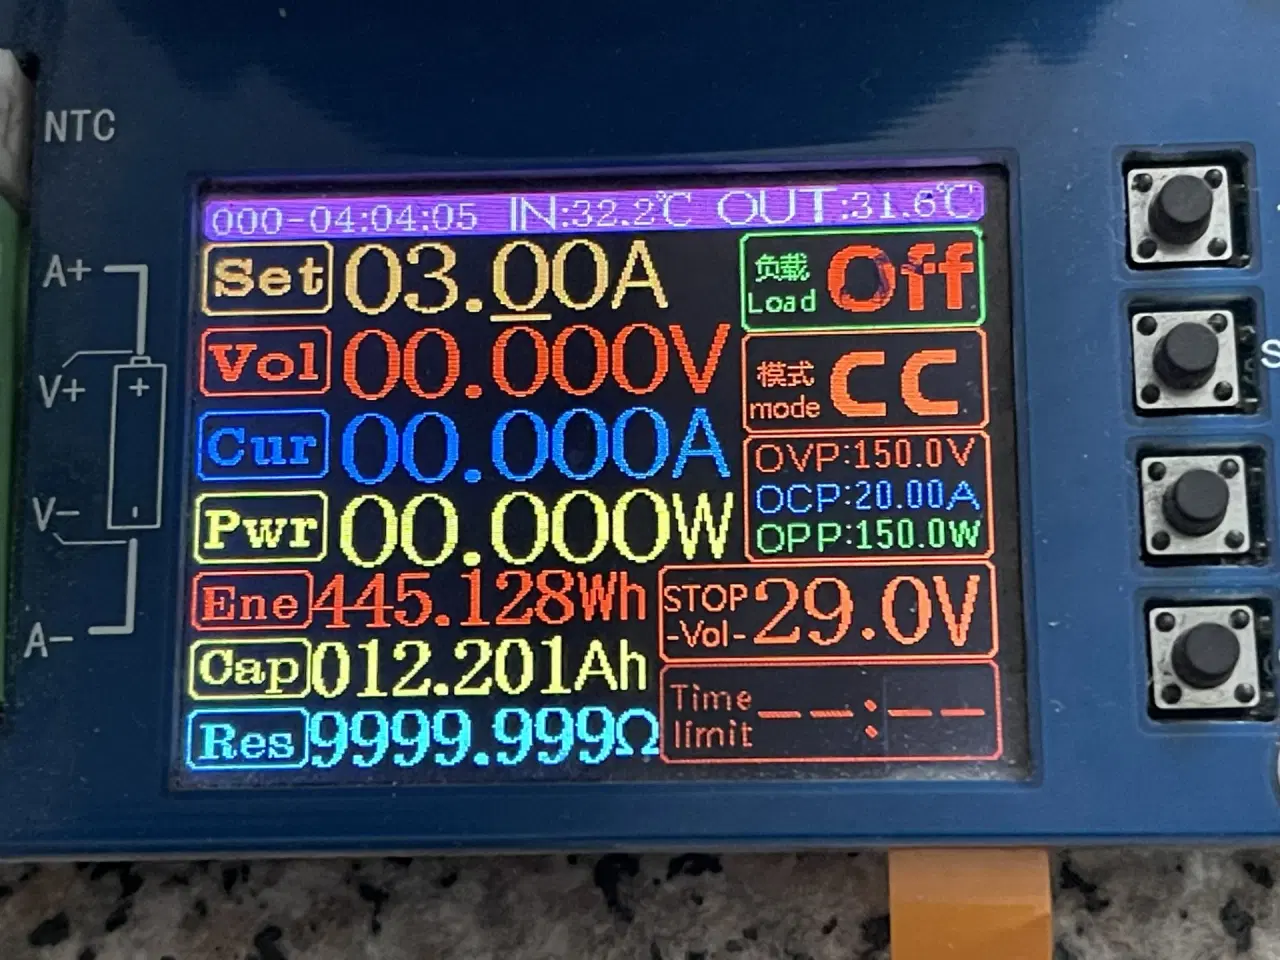 NTC
000-04:04:05 IN:32.2℃ OUT:31.6℃
Set 03.00A
负载
Load Off
Vol 00.000V
模式
mode CC
Cur 00.000A
OVP:150.0V
OCP:20.00A
OPP:150.0W
Pwr 00.000W
Ene 445.128Wh
STOP
-Vol- 29.0V
Cap 012.201Ah
Time
limit --:--
Res 9999.999Ω
A+
V+
+
V-
-
A-
S